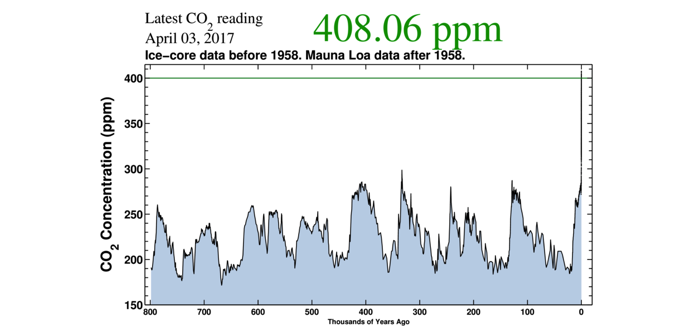 Latest CO2 reading
April 03, 2017
408.06 ppm
Ice-core data before 1958. Mauna Loa data after 1958.
CO2 Concentration (ppm)
400
350
300
250
200
150
800 700 600 500 400 300 200 100 0
Thousands of Years Ago